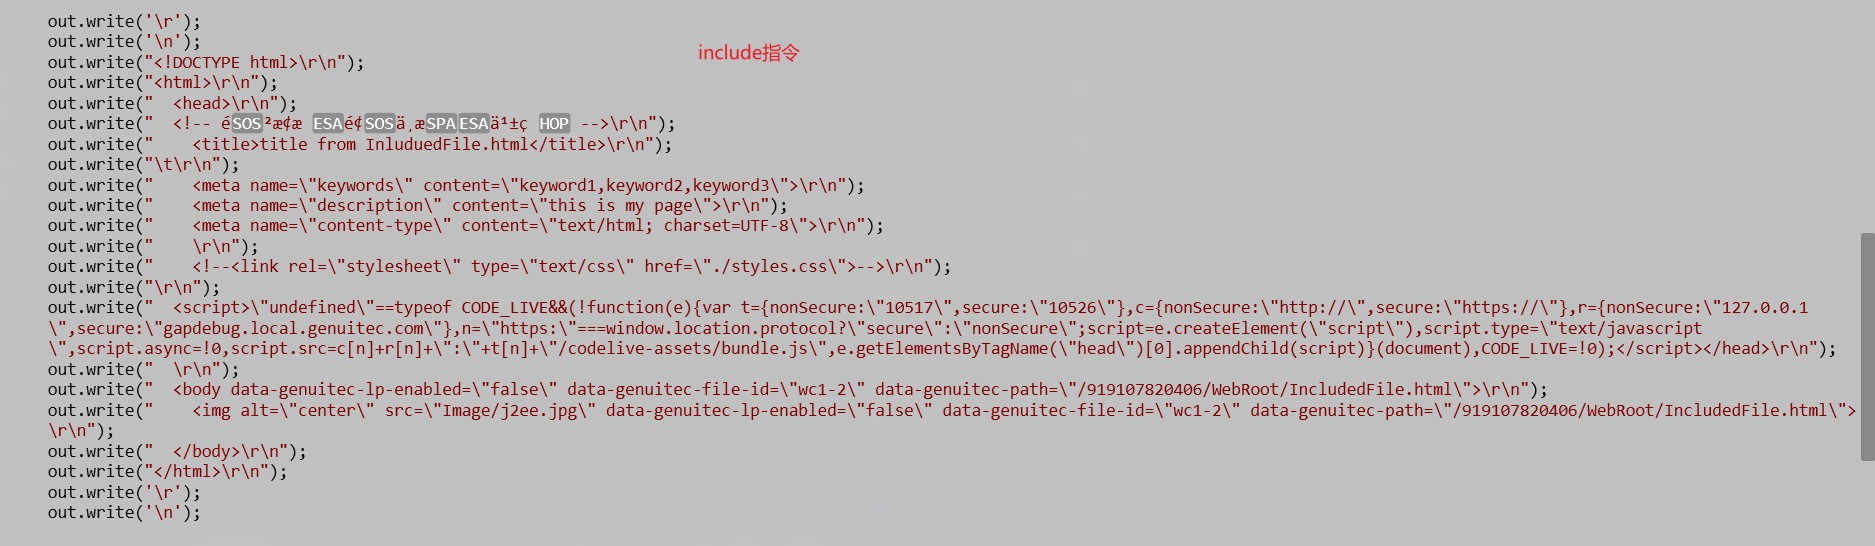 out.write('\r');
out.write('\n');
include指令
out.write("<!DOCTYPE html>\r\n");
out.write("<html>\r\n");
out.write("  <head>\r\n");
out.write("  <!-- éSOS²æ¢æ ESAé¢SOSä¸æSPAESAä¹±ç HOP -->\r\n");
out.write("    <title>title from InluduedFile.html</title>\r\n");
out.write("\t\r\n");
out.write("    <meta name=\"keywords\" content=\"keyword1,keyword2,keyword3\">\r\n");
out.write("    <meta name=\"description\" content=\"this is my page\">\r\n");
out.write("    <meta name=\"content-type\" content=\"text/html; charset=UTF-8\">\r\n");
out.write("    \r\n");
out.write("    <!--<link rel=\"stylesheet\" type=\"text/css\" href=\"./styles.css\">-->\r\n");
out.write("\r\n");
out.write("  <script>\"undefined\"==typeof CODE_LIVE&&(!function(e){var t={nonSecure:\"10517\",secure:\"10526\"},c={nonSecure:\"http://\",secure:\"https://\"},r={nonSecure:\"127.0.0.1
\",secure:\"gapdebug.local.genuitec.com\"},n=\"https:\"===window.location.protocol?\"secure\":\"nonSecure\";script=e.createElement(\"script\"),script.type=\"text/javascript
\",script.async=!0,script.src=c[n]+r[n]+\":\"+t[n]+\"/codelive-assets/bundle.js\",e.getElementsByTagName(\"head\")[0].appendChild(script)}(document),CODE_LIVE=!0);</script></head>\r\n");
out.write("  \r\n");
out.write("  <body data-genuitec-lp-enabled=\"false\" data-genuitec-file-id=\"wc1-2\" data-genuitec-path=\"/919107820406/WebRoot/IncludedFile.html\">\r\n");
out.write("    <img alt=\"center\" src=\"Image/j2ee.jpg\" data-genuitec-lp-enabled=\"false\" data-genuitec-file-id=\"wc1-2\" data-genuitec-path=\"/919107820406/WebRoot/IncludedFile.html\">
\r\n");
out.write("  </body>\r\n");
out.write("</html>\r\n");
out.write('\r');
out.write('\n');